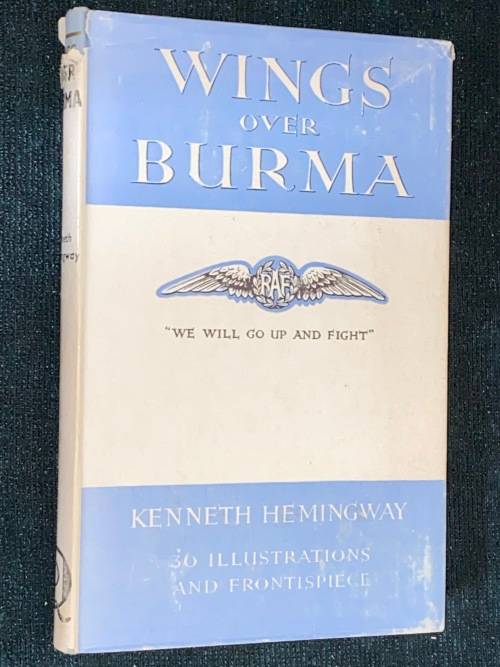 WINGS
OVER
BURMA
RAF
"WE WILL GO UP AND FIGHT"
KENNETH HEMINGWAY
30 ILLUSTRATIONS
AND FRONTISPIECE